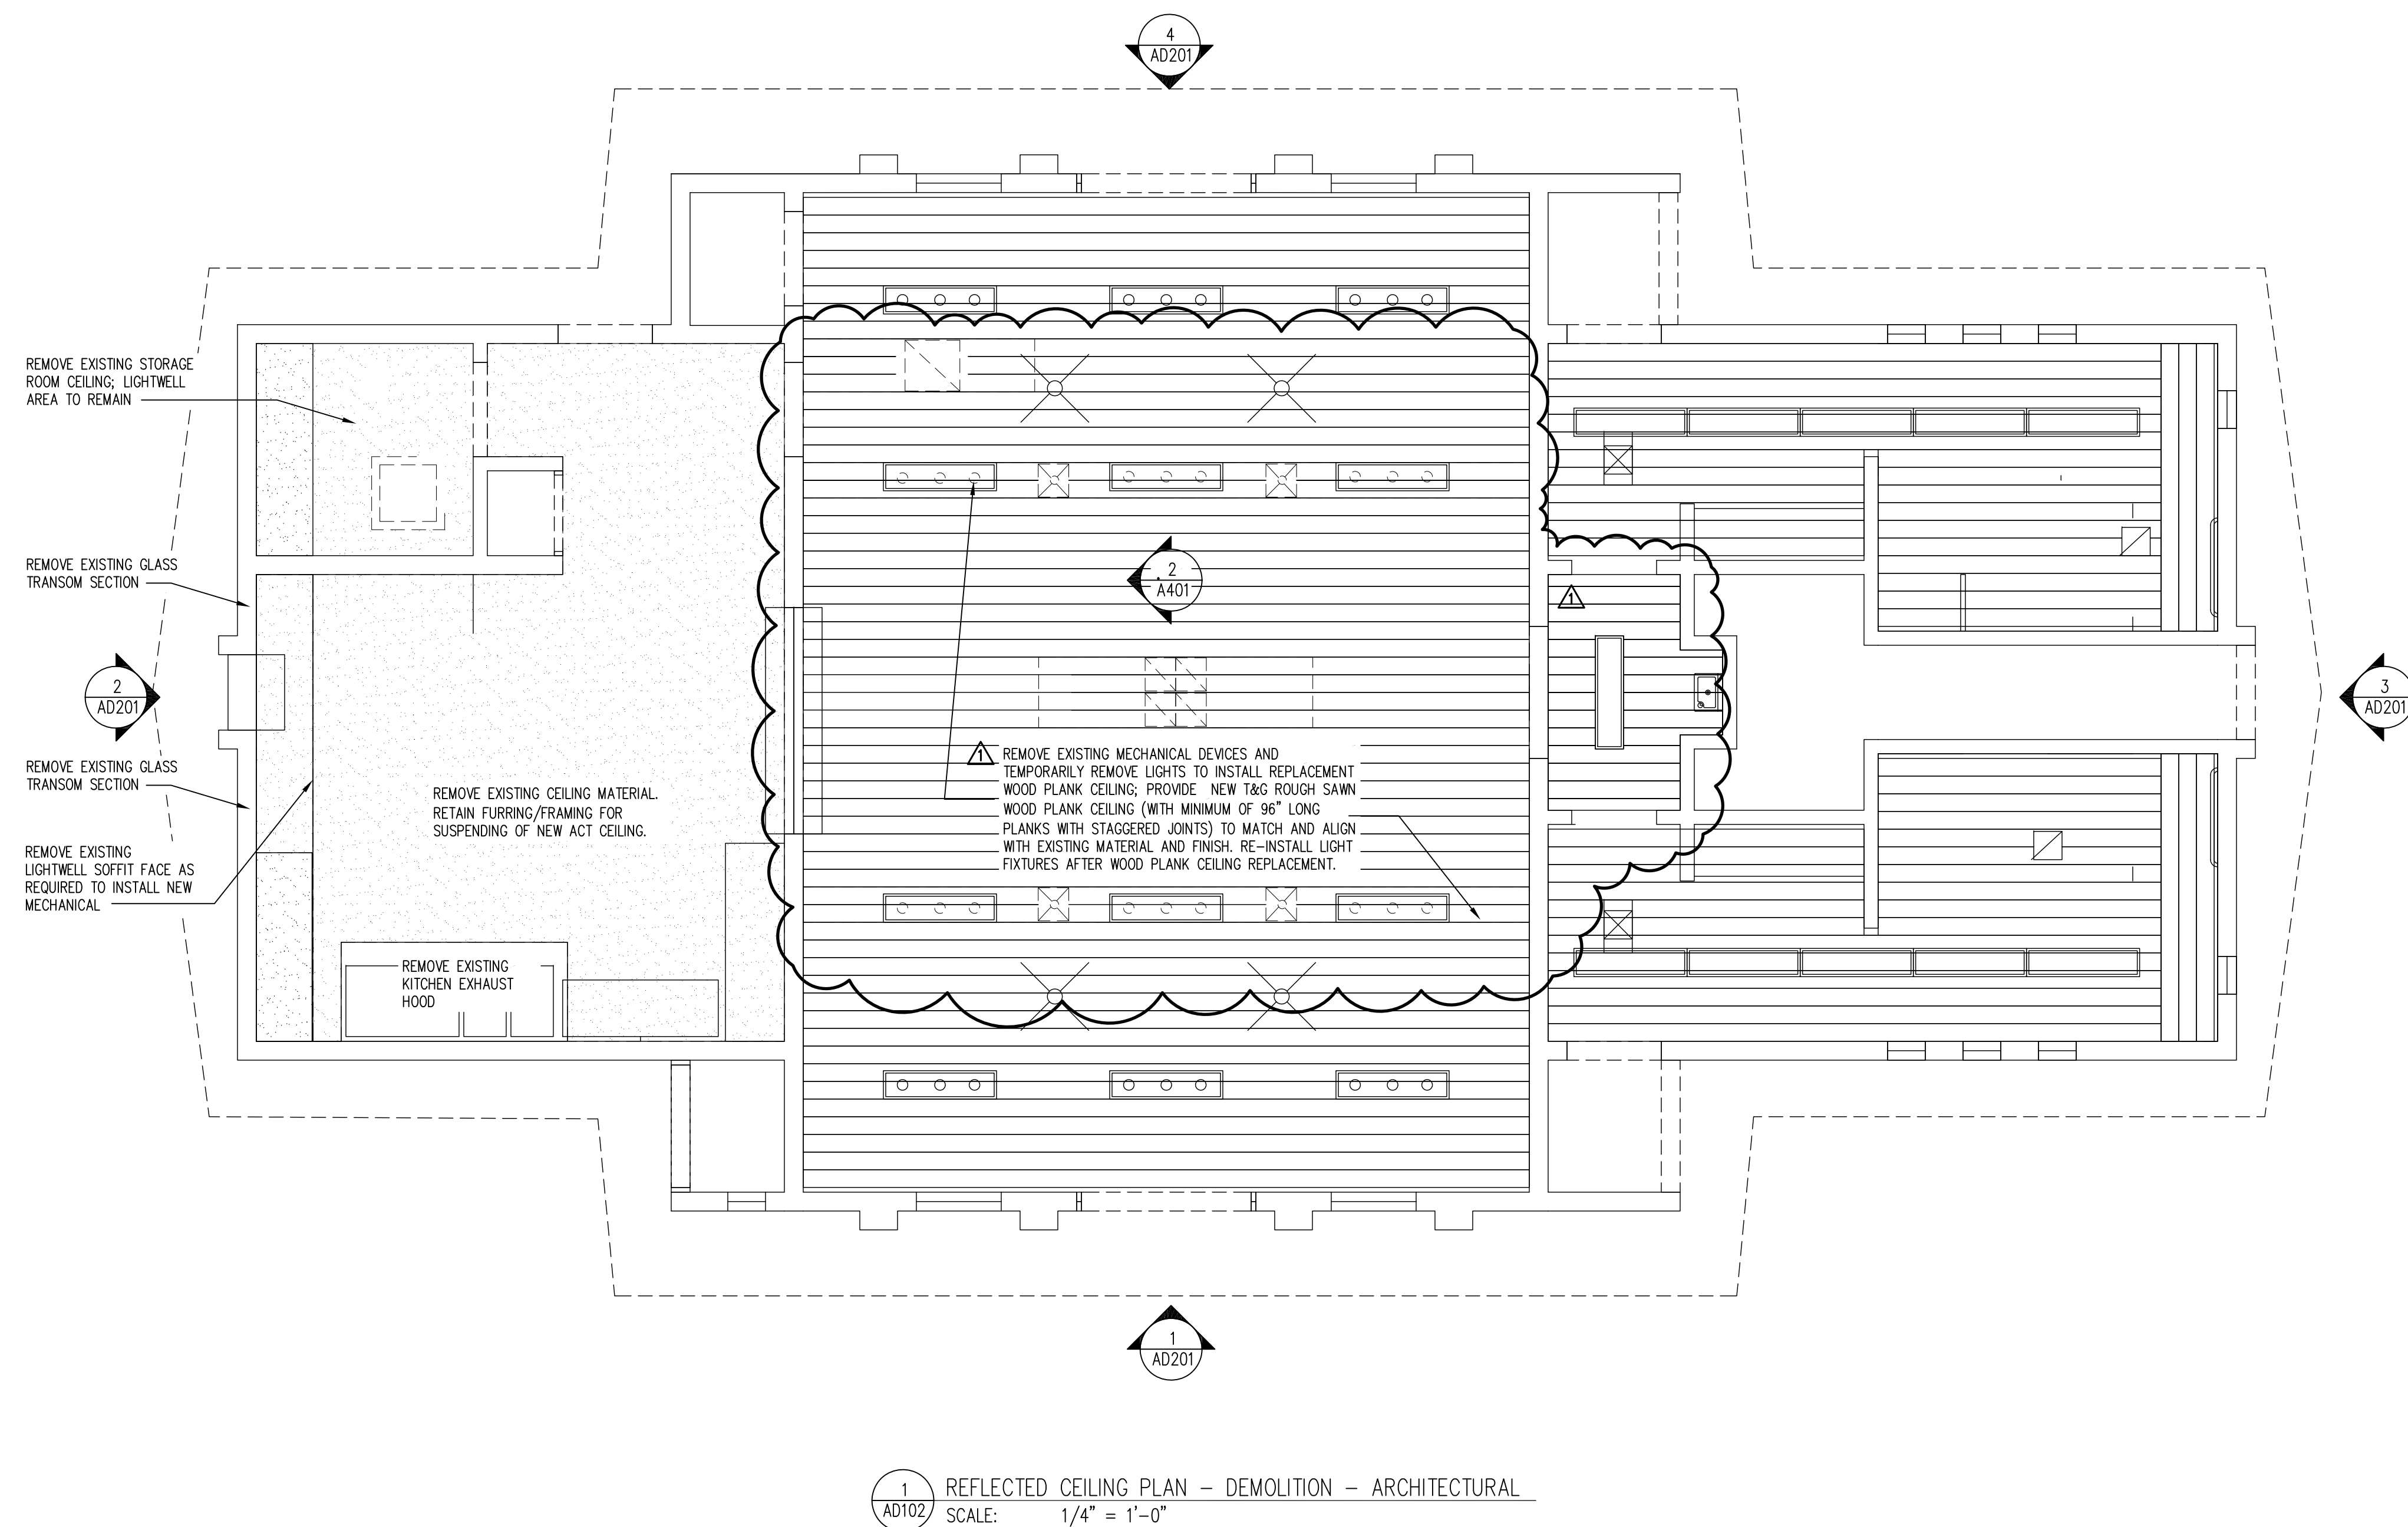 4
AD201
REMOVE EXISTING STORAGE
ROOM CEILING; LIGHTWELL
AREA TO REMAIN
REMOVE EXISTING GLASS
TRANSOM SECTION
2
A401
1
2
AD201
3
AD201
REMOVE EXISTING GLASS
TRANSOM SECTION
REMOVE EXISTING CEILING MATERIAL.
RETAIN FURRING/FRAMING FOR
SUSPENDING OF NEW ACT CEILING.
1
REMOVE EXISTING MECHANICAL DEVICES AND
TEMPORARILY REMOVE LIGHTS TO INSTALL REPLACEMENT
WOOD PLANK CEILING; PROVIDE NEW T&G ROUGH SAWN
WOOD PLANK CEILING (WITH MINIMUM OF 96" LONG
PLANKS WITH STAGGERED JOINTS) TO MATCH AND ALIGN
WITH EXISTING MATERIAL AND FINISH. RE-INSTALL LIGHT
FIXTURES AFTER WOOD PLANK CEILING REPLACEMENT.
REMOVE EXISTING
LIGHTWELL SOFFIT FACE AS
REQUIRED TO INSTALL NEW
MECHANICAL
REMOVE EXISTING
KITCHEN EXHAUST
HOOD
1
AD201
1
AD102
REFLECTED CEILING PLAN - DEMOLITION - ARCHITECTURAL
SCALE: 1/4" = 1'-0"